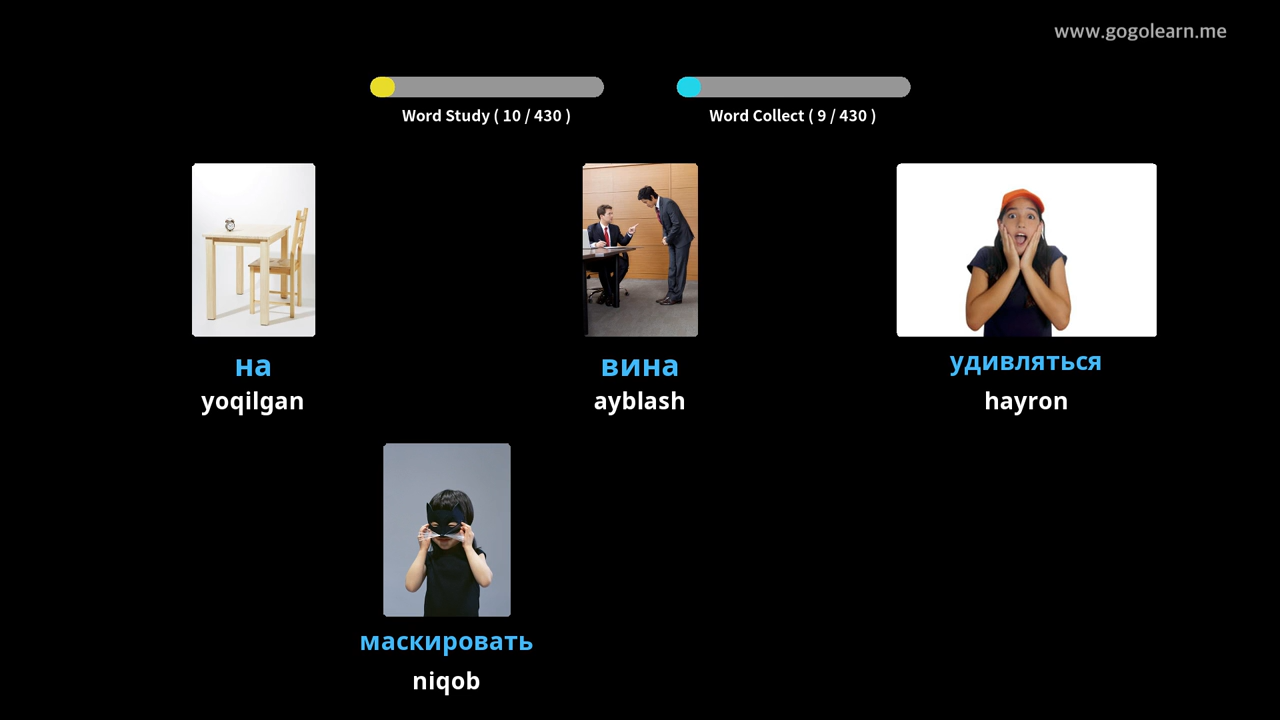 www.gogolearn.me
Word Study ( 10 / 430 )
Word Collect ( 9 / 430 )
на
yoqilgan
вина
ayblash
удивляться
hayron
маскировать
niqob